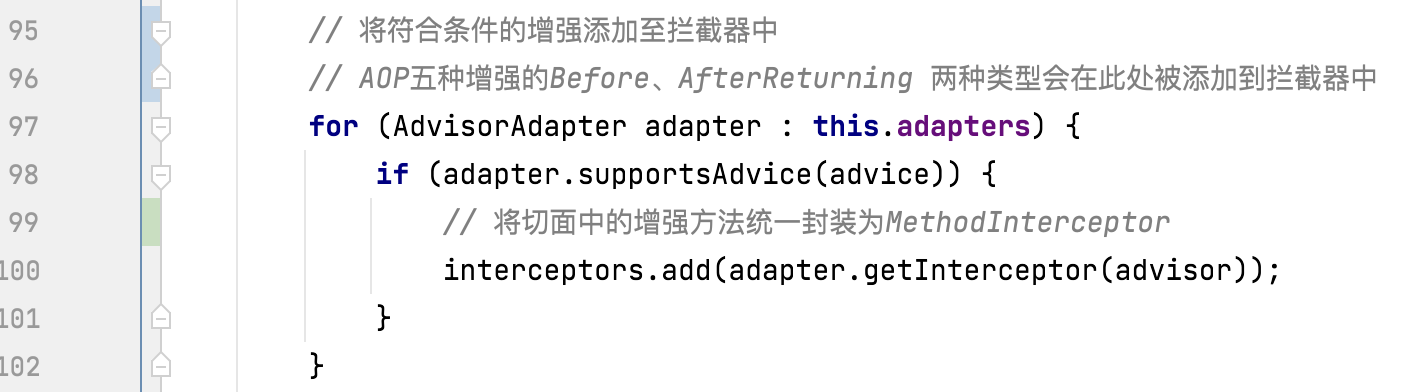 95 // 将符合条件的增强添加至拦截器中
96 // AOP五种增强的Before、AfterReturning 两种类型会在此处被添加到拦截器中
97 for (AdvisorAdapter adapter : this.adapters) {
98 if (adapter.supportsAdvice(advice)) {
99 // 将切面中的增强方法统一封装为MethodInterceptor
100 interceptors.add(adapter.getInterceptor(advisor));
101 }
102 }